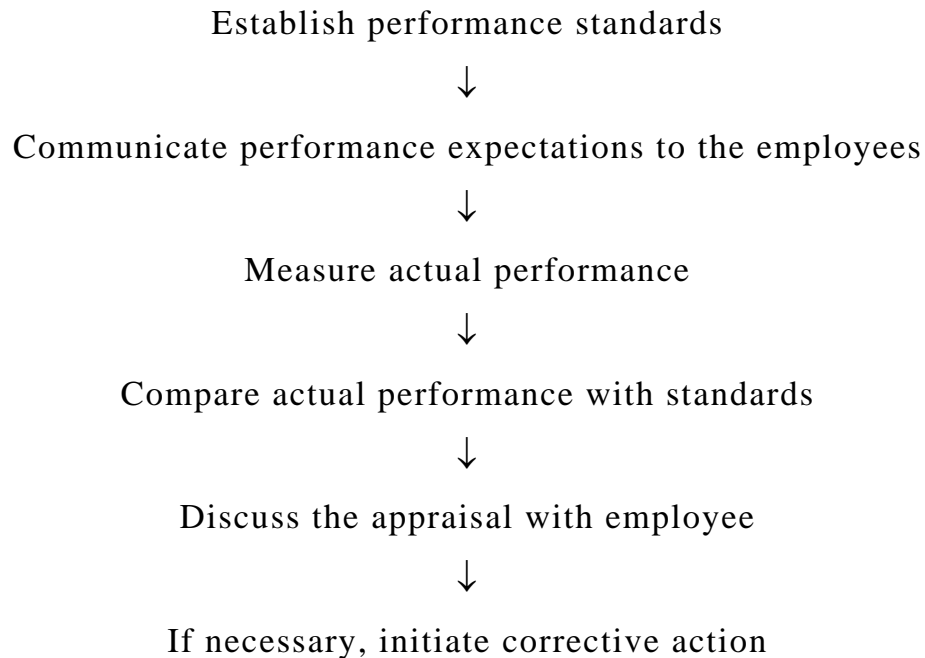 Establish performance standards
↓
Communicate performance expectations to the employees
↓
Measure actual performance
↓
Compare actual performance with standards
↓
Discuss the appraisal with employee
↓
If necessary, initiate corrective action